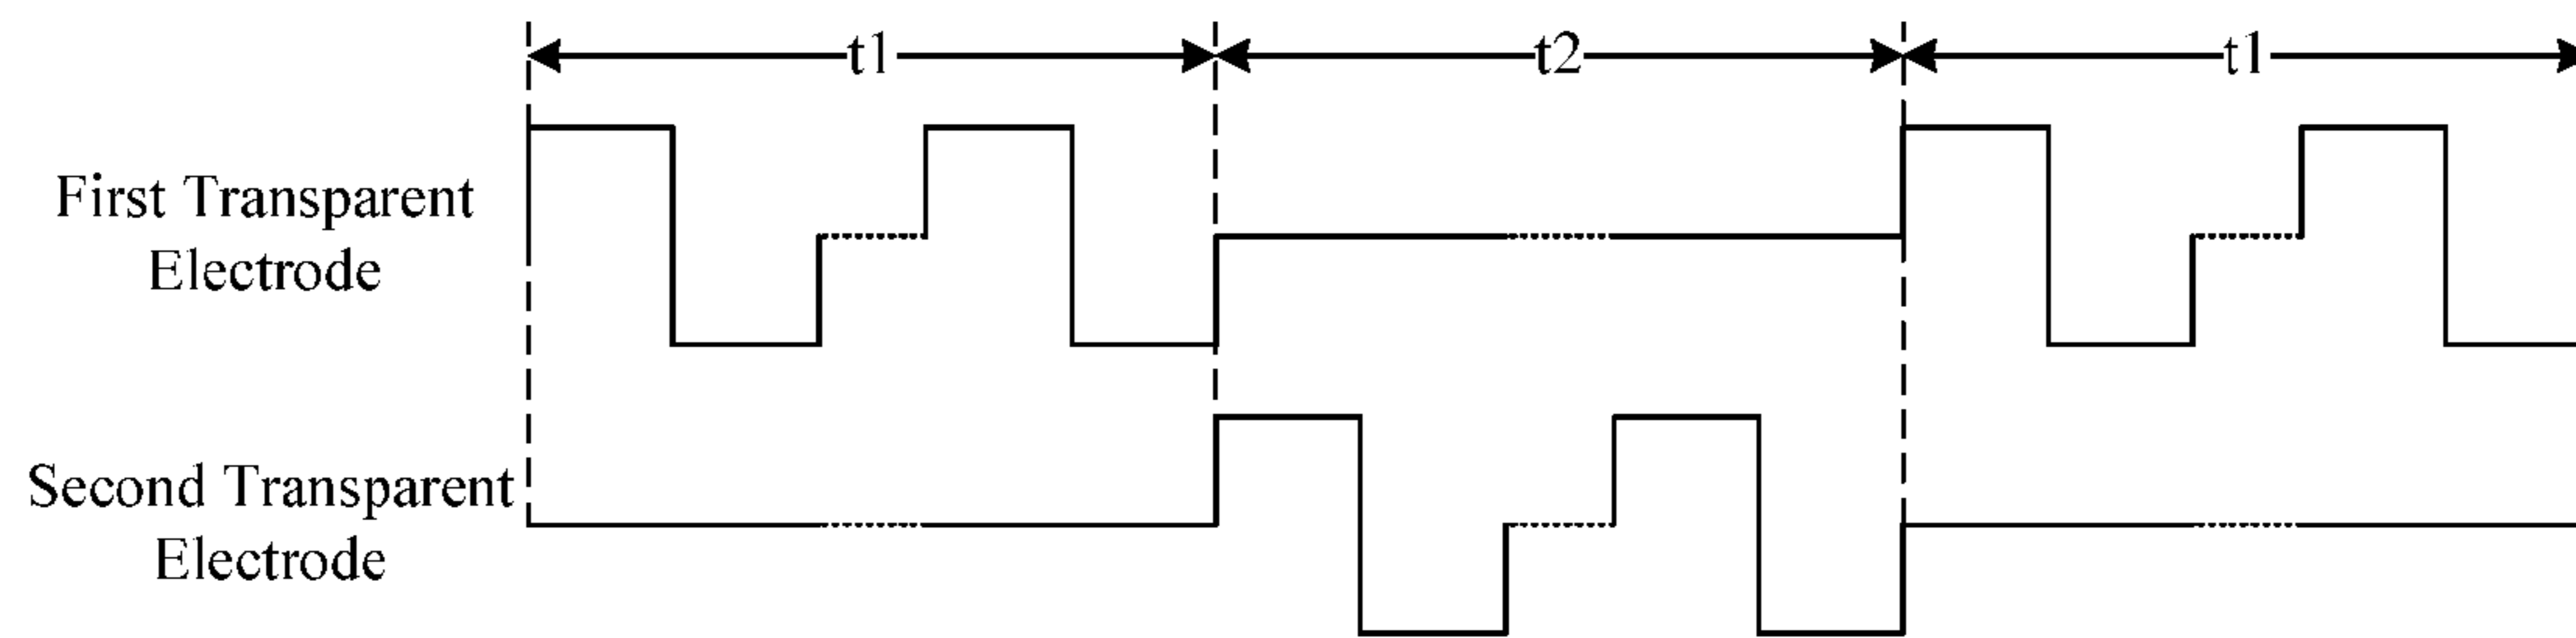 t1 t2 t1
First Transparent
Electrode
Second Transparent
Electrode